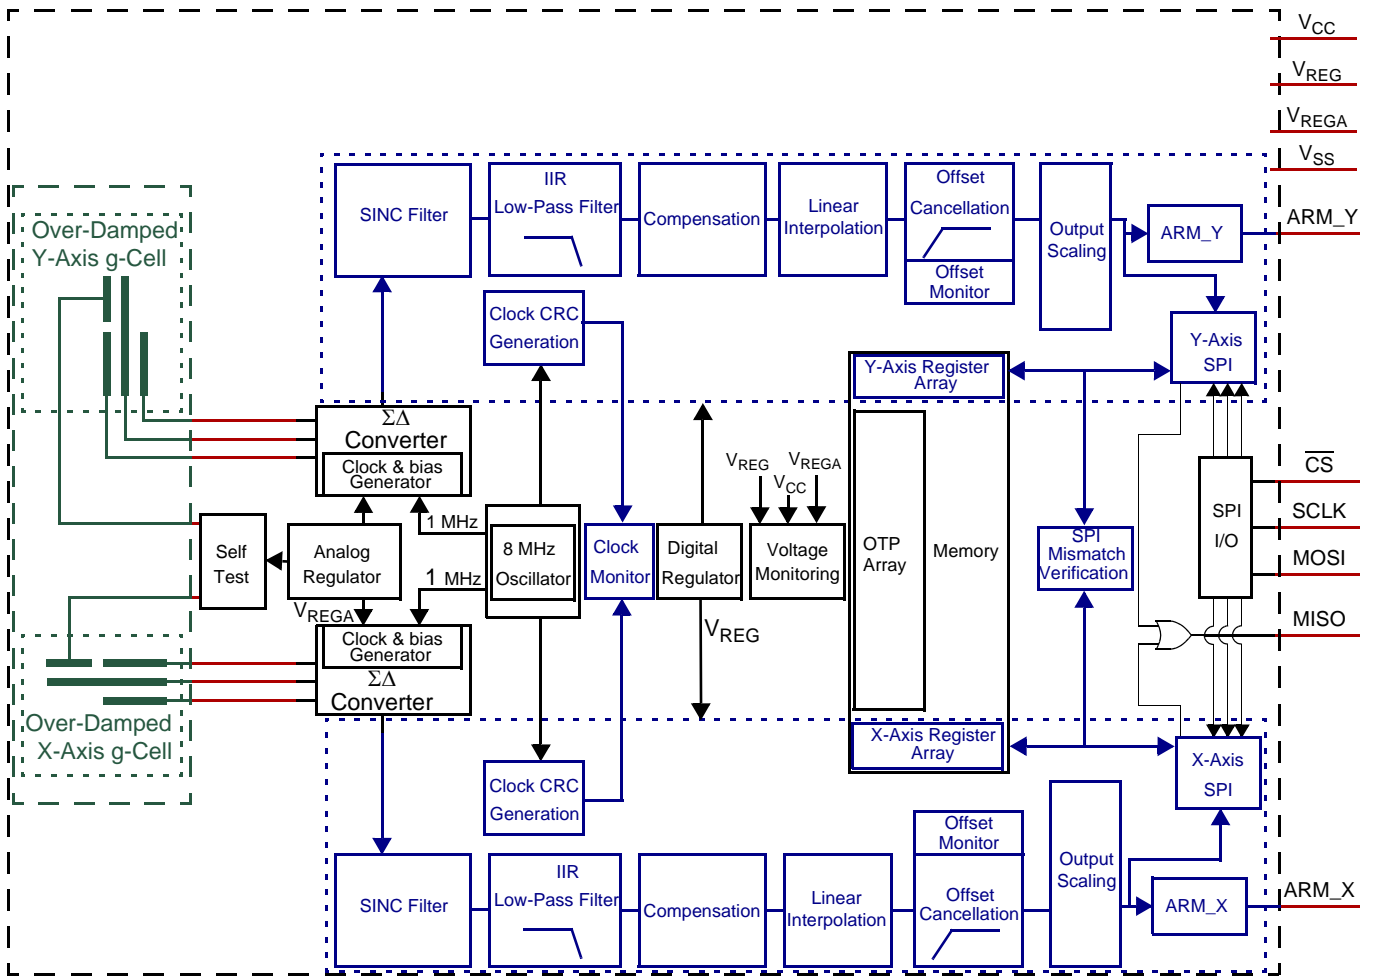 VCC
VREG
VREGA
VSS
SINC Filter
IIR
Low-Pass Filter
Compensation
Linear
Interpolation
Offset
Cancellation
Offset
Monitor
Output
Scaling
ARM_Y
ARM_Y
Over-Damped
Y-Axis g-Cell
Clock CRC
Generation
Y-Axis
SPI
Y-Axis Register
Array
ΣΔ
Converter
Clock & bias
Generator
VREG
VCC
VREGA
CS
SCLK
MOSI
MISO
SPI
I/O
1 MHz
Self
Test
Analog
Regulator
8 MHz
Oscillator
Clock
Monitor
Digital
Regulator
Voltage
Monitoring
OTP
Array
Memory
SPI
Mismatch
Verification
1 MHz
VREGA
VREG
Clock & bias
Generator
ΣΔ
Converter
Over-Damped
X-Axis g-Cell
X-Axis Register
Array
X-Axis
SPI
Clock CRC
Generation
Offset
Monitor
SINC Filter
IIR
Low-Pass Filter
Compensation
Linear
Interpolation
Offset
Cancellation
Output
Scaling
ARM_X
ARM_X